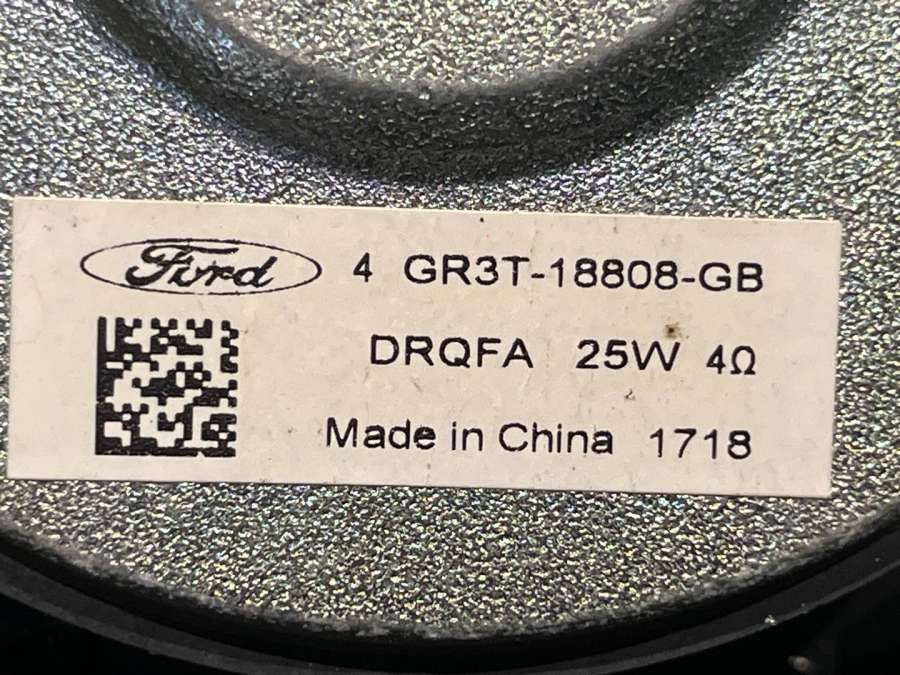 Ford 4 GR3T-18808-GB
DRQFA 25W 4Ω
Made in China 1718